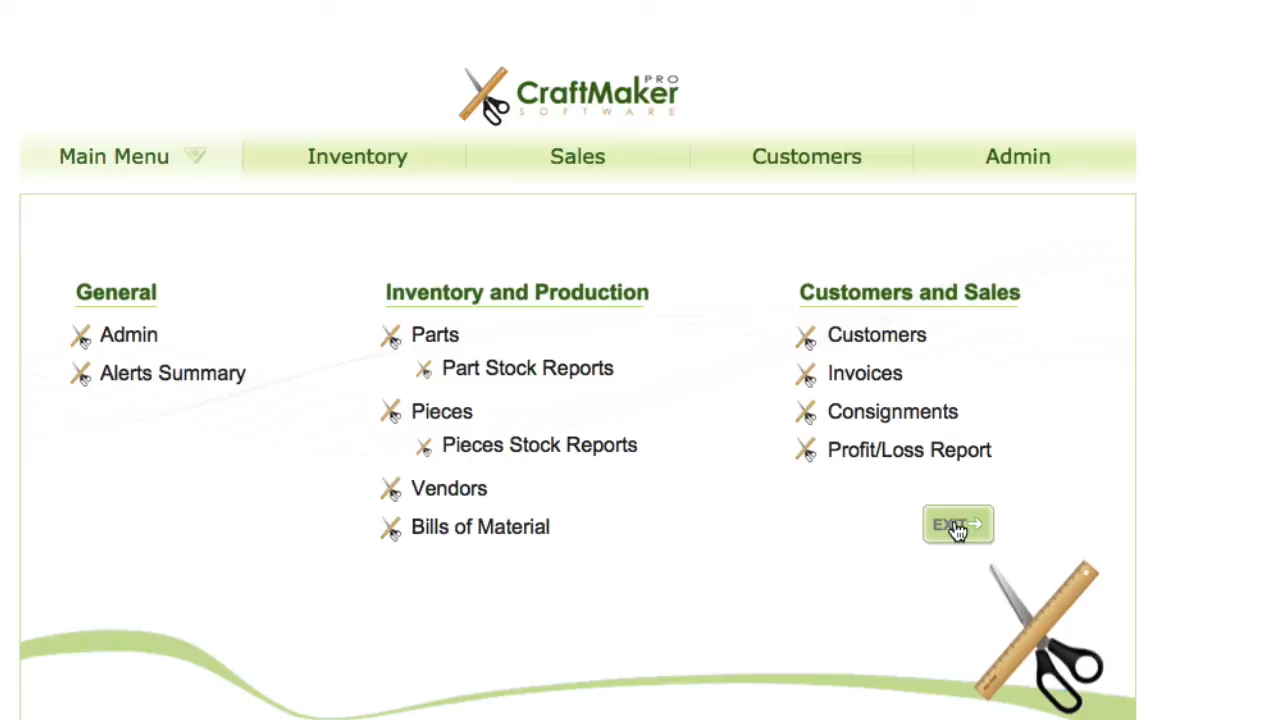 CraftMaker PRO
SOFTWARE
Main Menu
Inventory
Sales
Customers
Admin
General
Admin
Alerts Summary
Inventory and Production
Parts
Part Stock Reports
Pieces
Pieces Stock Reports
Vendors
Bills of Material
Customers and Sales
Customers
Invoices
Consignments
Profit/Loss Report
EXIT